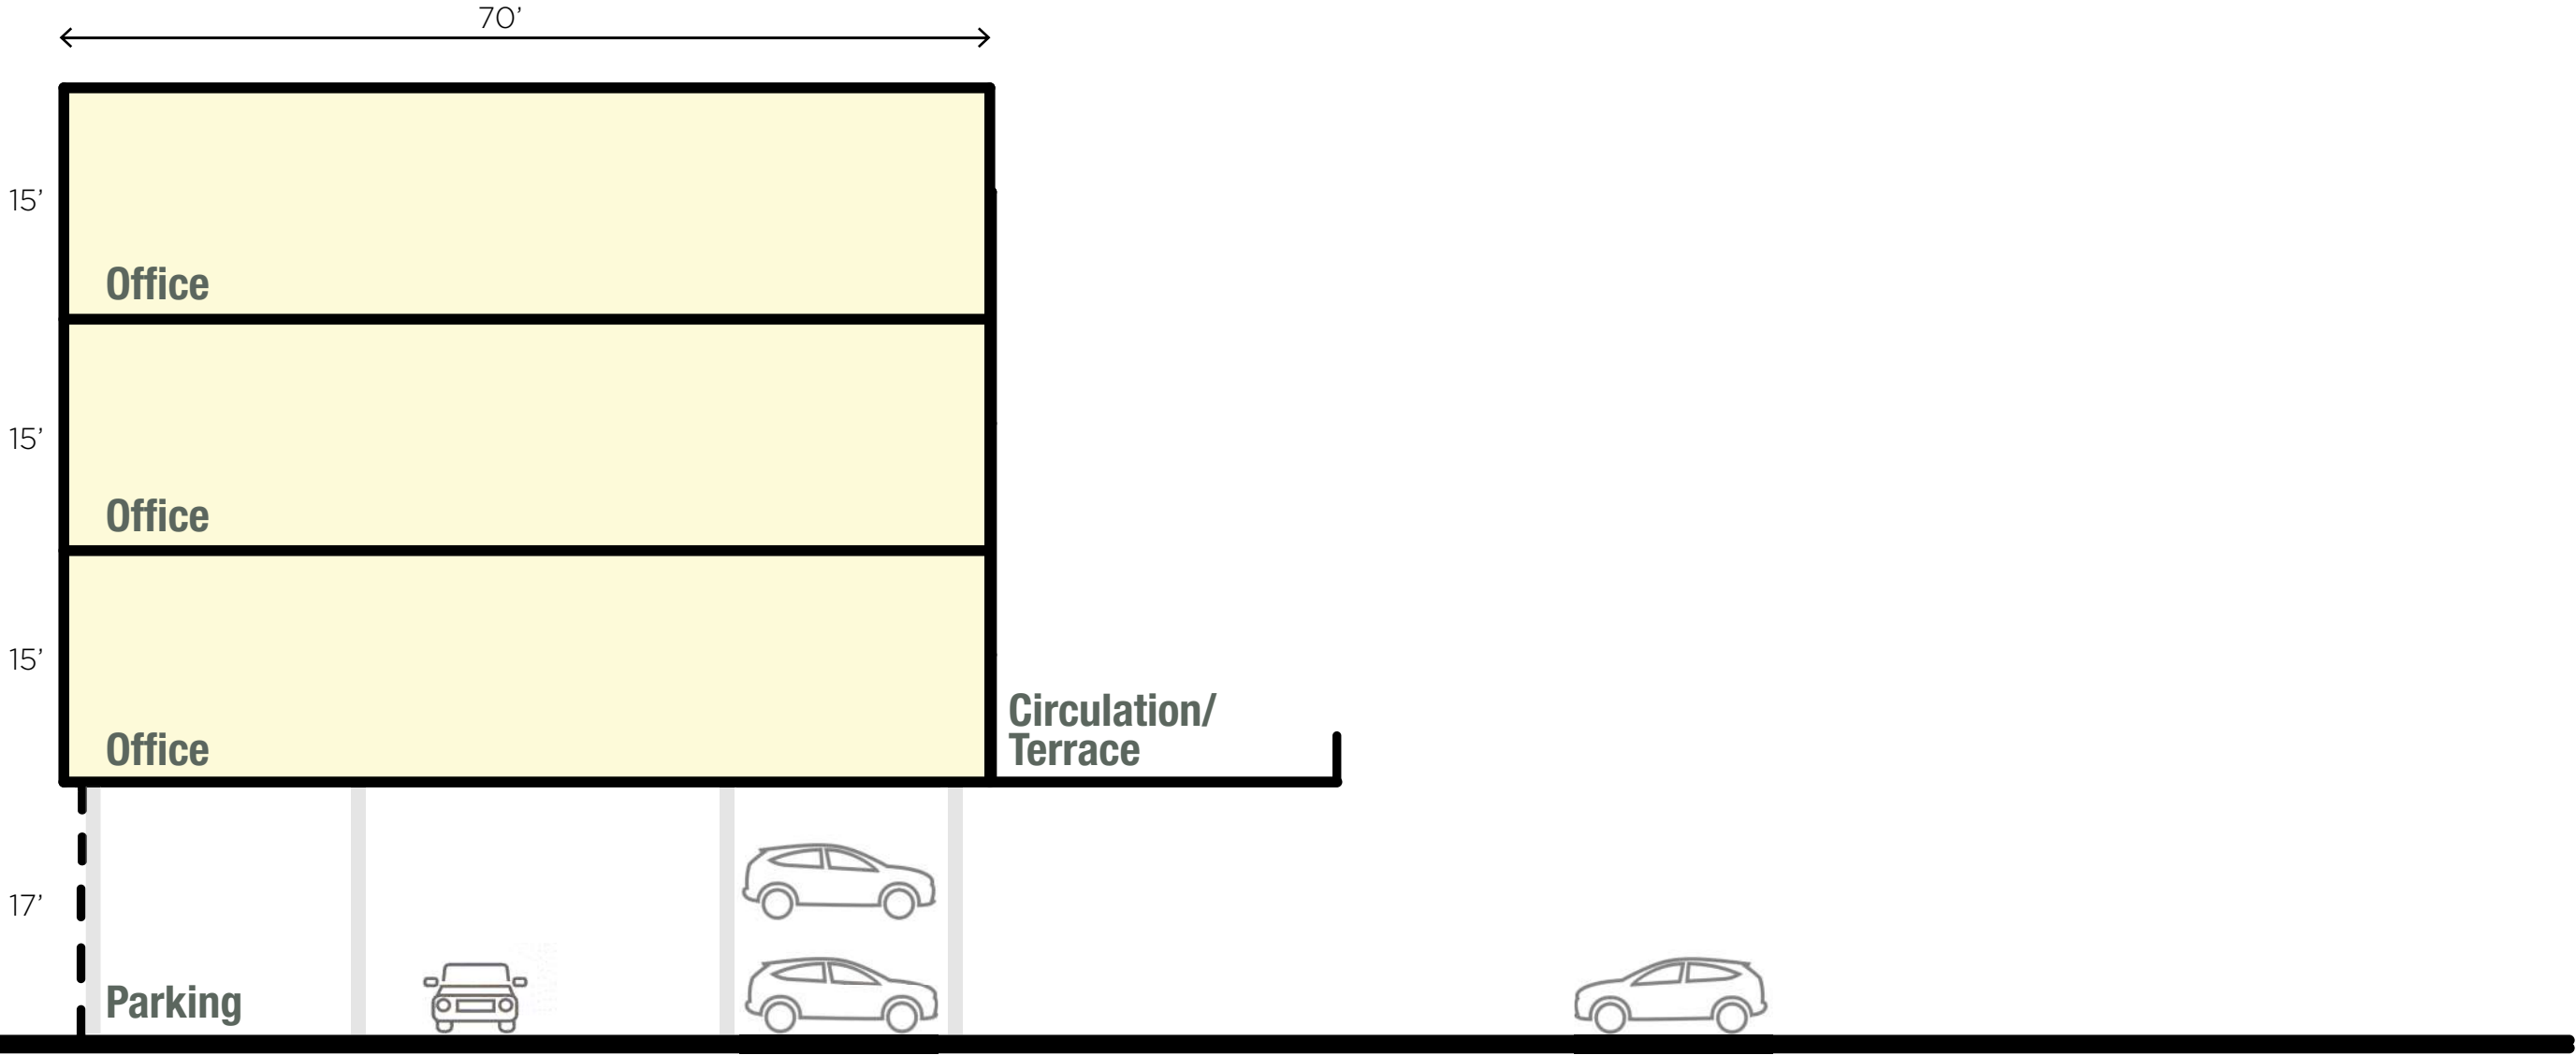 70’
15’
Office
15’
Office
15’
Office
Circulation/
Terrace
17’
Parking